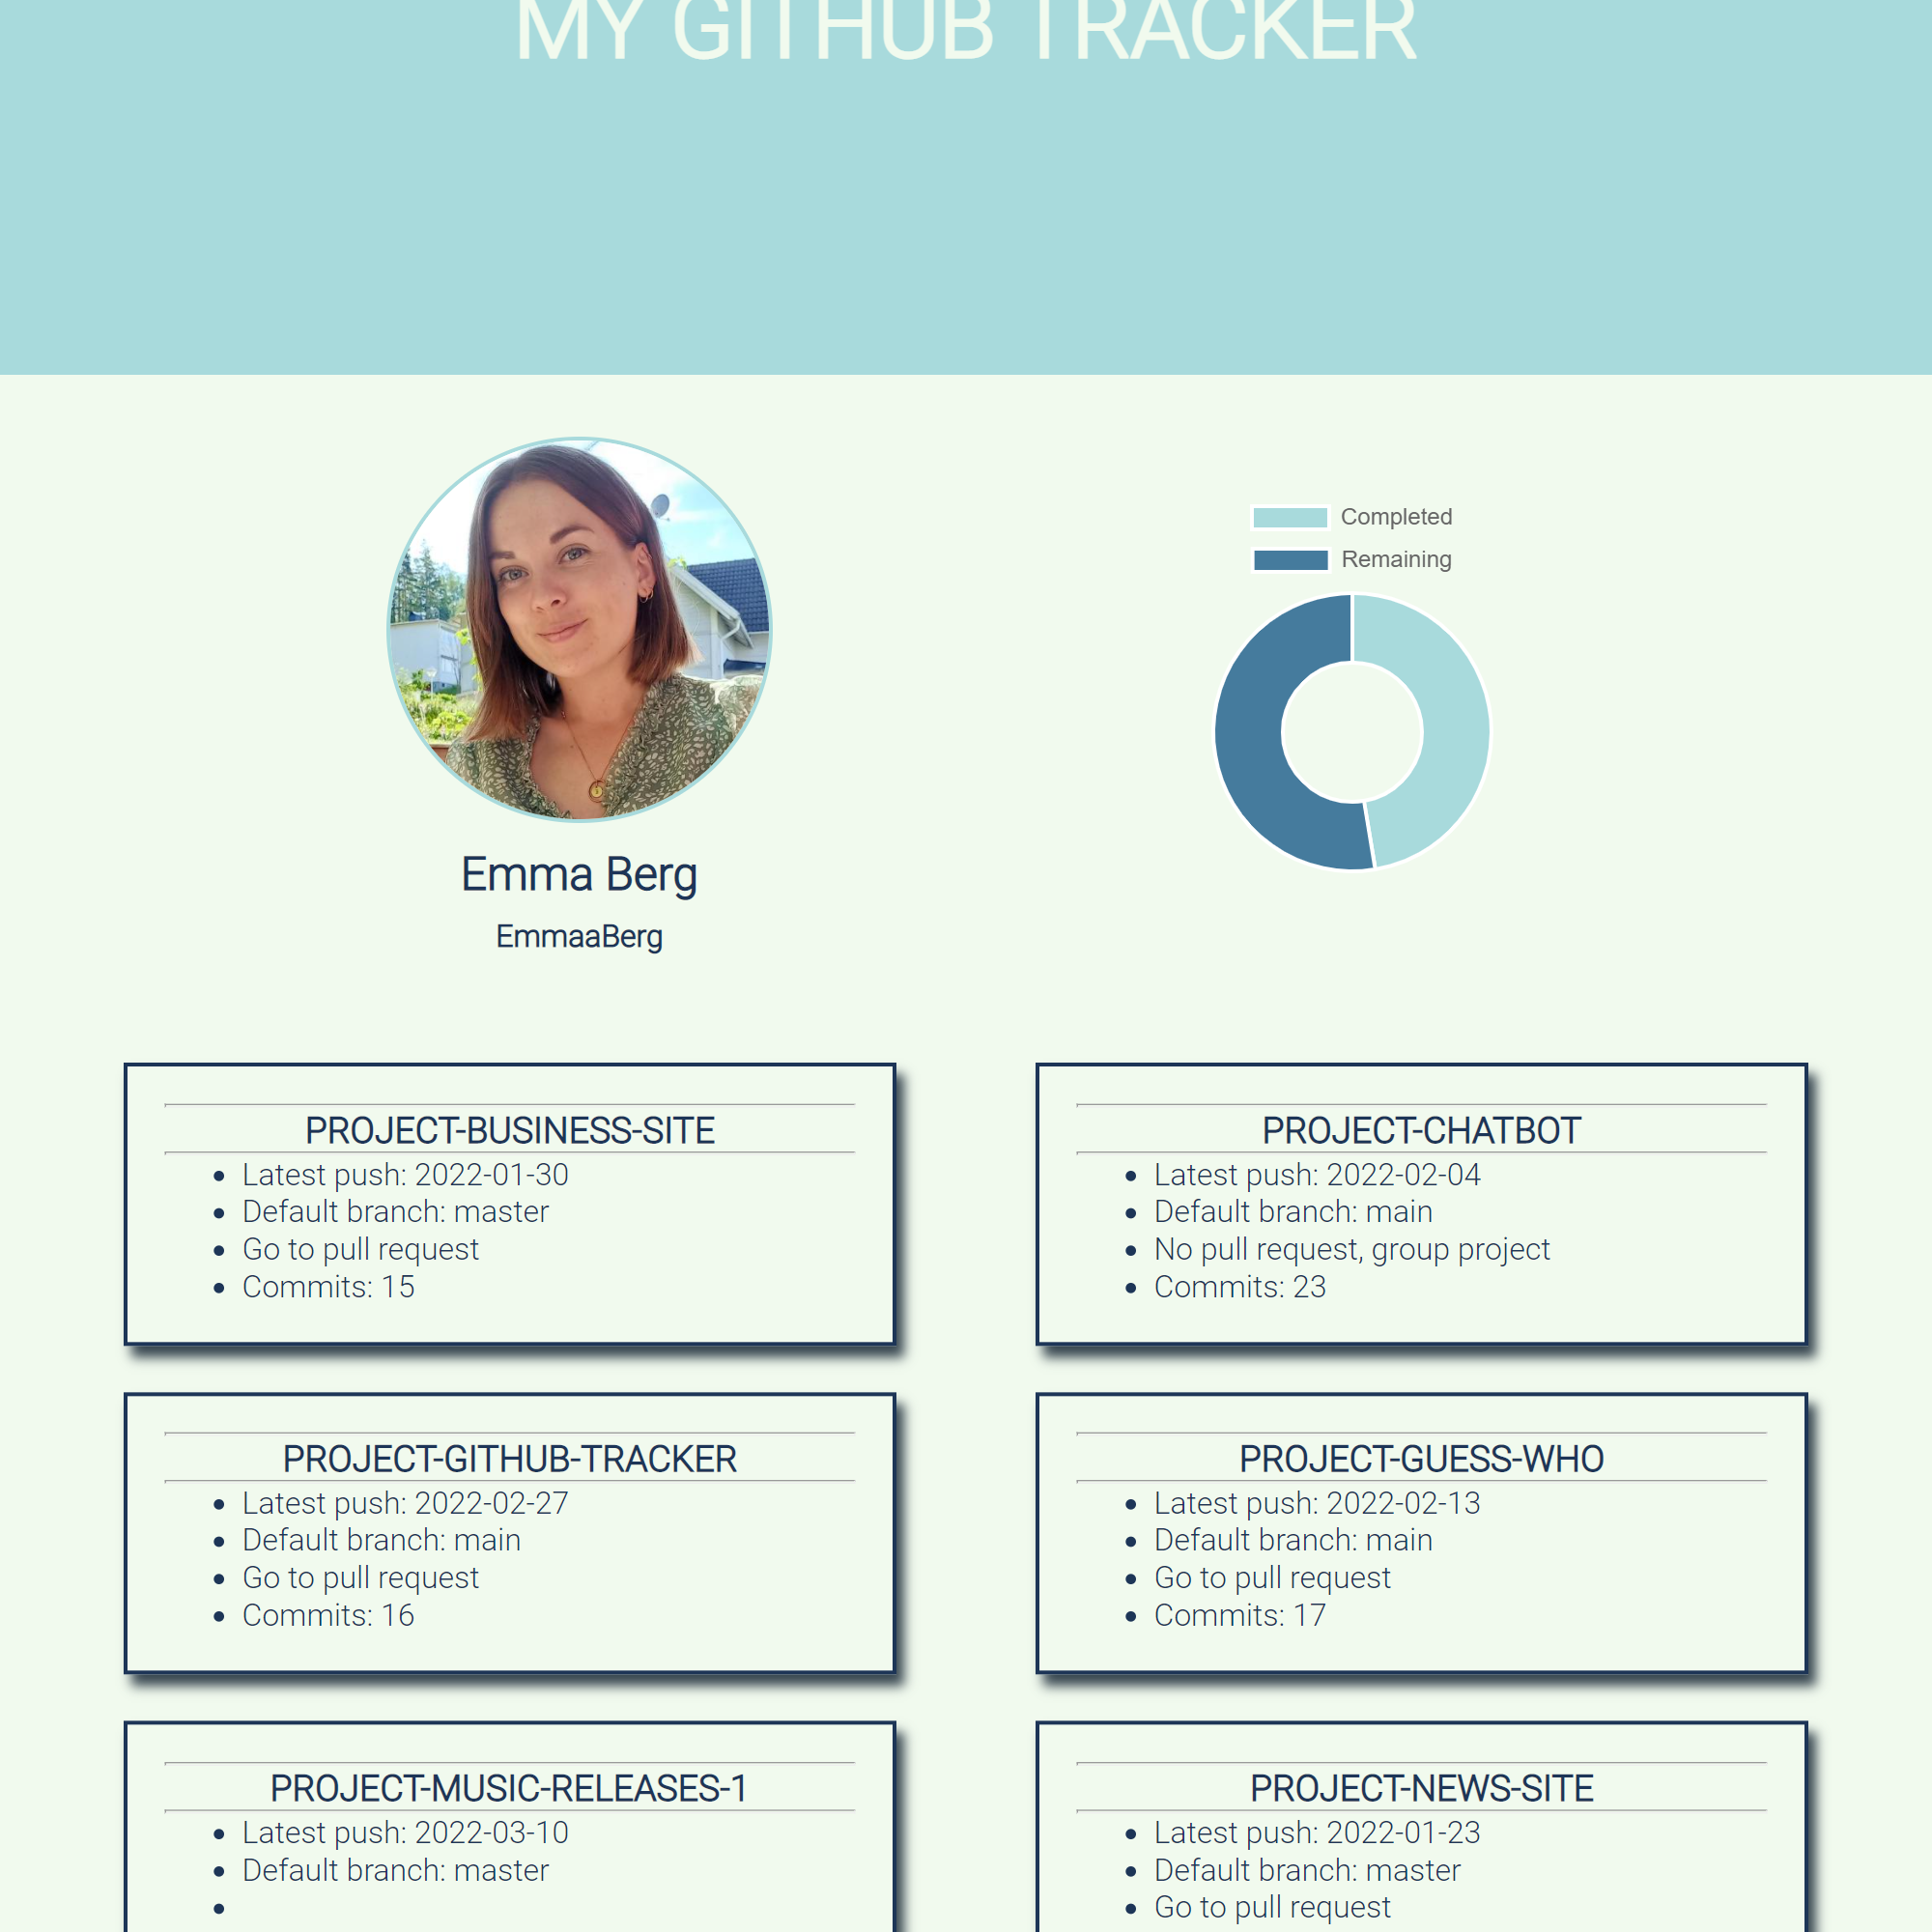 MY GITHUB TRACKER
Completed
Remaining
Emma Berg
EmmaaBerg
PROJECT-BUSINESS-SITE
Latest push: 2022-01-30
Default branch: master
Go to pull request
Commits: 15
PROJECT-CHATBOT
Latest push: 2022-02-04
Default branch: main
No pull request, group project
Commits: 23
PROJECT-GITHUB-TRACKER
Latest push: 2022-02-27
Default branch: main
Go to pull request
Commits: 16
PROJECT-GUESS-WHO
Latest push: 2022-02-13
Default branch: main
Go to pull request
Commits: 17
PROJECT-MUSIC-RELEASES-1
Latest push: 2022-03-10
Default branch: master
PROJECT-NEWS-SITE
Latest push: 2022-01-23
Default branch: master
Go to pull request